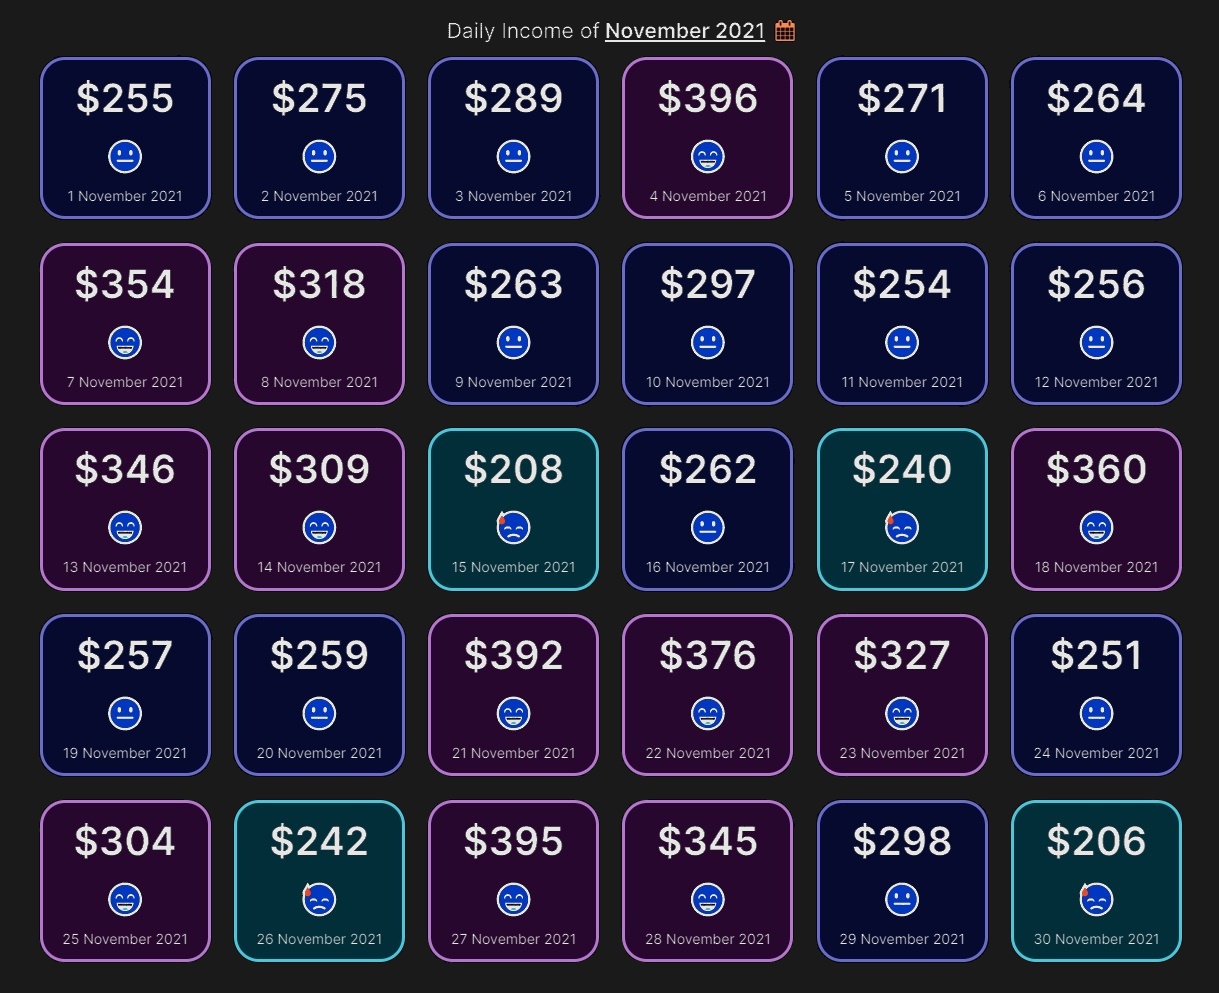 Daily Income of November 2021
$255
1 November 2021
$275
2 November 2021
$289
3 November 2021
$396
4 November 2021
$271
5 November 2021
$264
6 November 2021
$354
7 November 2021
$318
8 November 2021
$263
9 November 2021
$297
10 November 2021
$254
11 November 2021
$256
12 November 2021
$346
13 November 2021
$309
14 November 2021
$208
15 November 2021
$262
16 November 2021
$240
17 November 2021
$360
18 November 2021
$257
19 November 2021
$259
20 November 2021
$392
21 November 2021
$376
22 November 2021
$327
23 November 2021
$251
24 November 2021
$304
25 November 2021
$242
26 November 2021
$395
27 November 2021
$345
28 November 2021
$298
29 November 2021
$206
30 November 2021